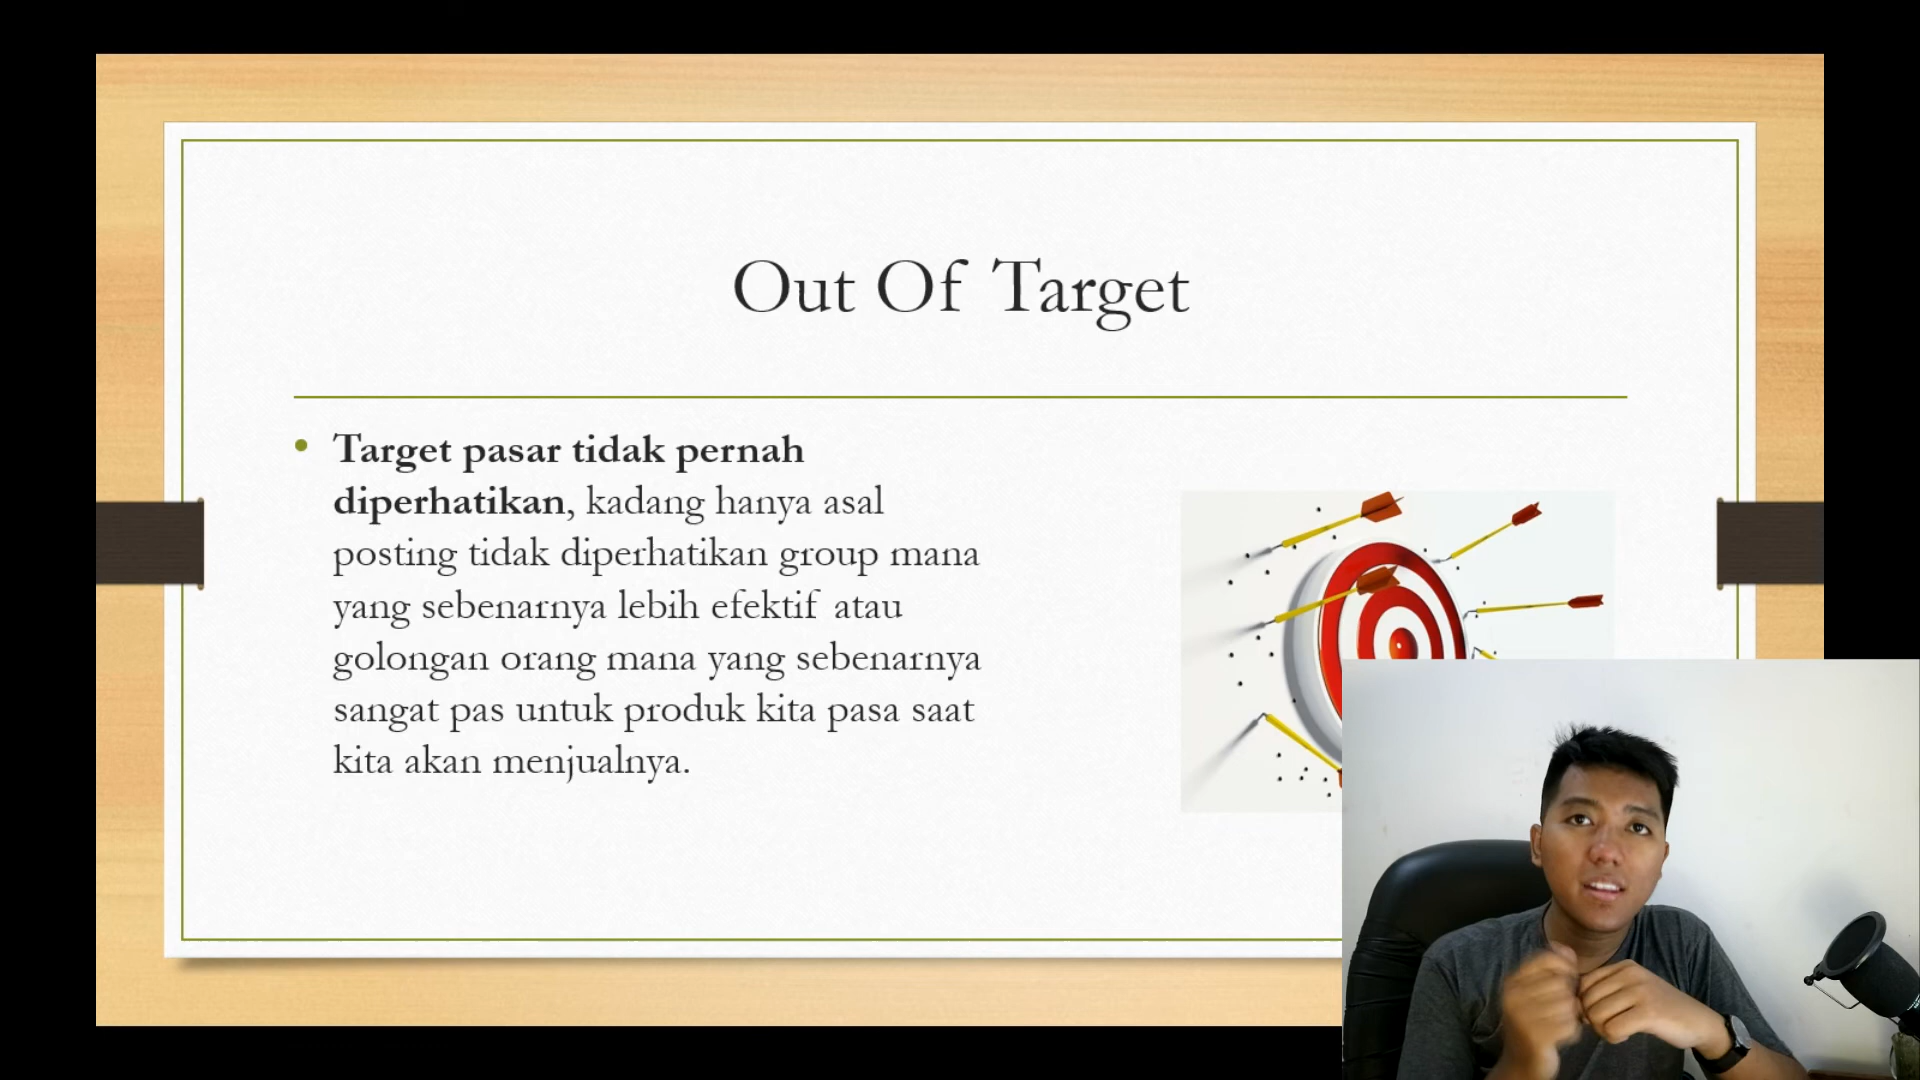 Out Of Target
Target pasar tidak pernah
diperhatikan, kadang hanya asal
posting tidak diperhatikan group mana
yang sebenarnya lebih efektif atau
golongan orang mana yang sebenarnya
sangat pas untuk produk kita pasa saat
kita akan menjualnya.